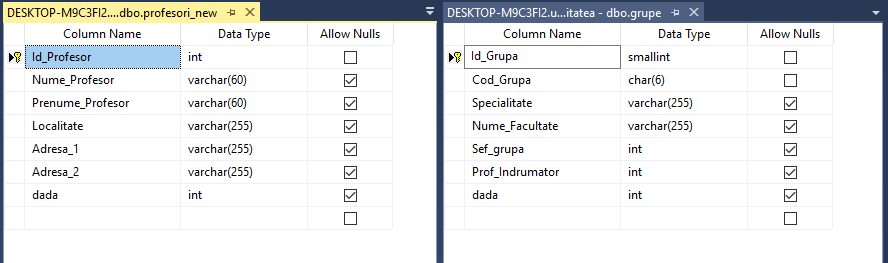 DESKTOP-M9C3FI2....dbo.profesori_new
Column Name Data Type Allow Nulls
Id_Profesor int
Nume_Profesor varchar(60)
Prenume_Profesor varchar(60)
Localitate varchar(255)
Adresa_1 varchar(255)
Adresa_2 varchar(255)
dada int
DESKTOP-M9C3FI2.u...itatea - dbo.grupe
Column Name Data Type Allow Nulls
Id_Grupa smallint
Cod_Grupa char(6)
Specialitate varchar(255)
Nume_Facultate varchar(255)
Sef_grupa int
Prof_Indrumator int
dada int